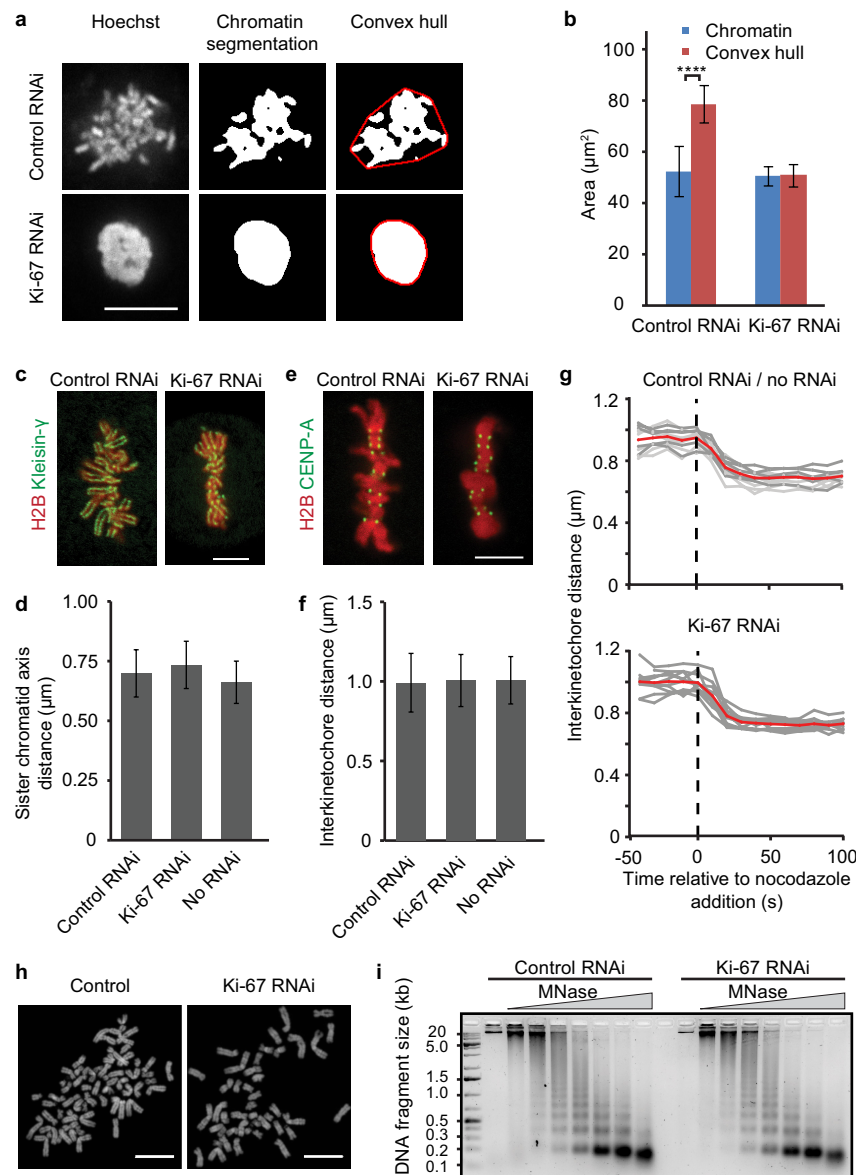 a
Hoechst
Chromatin segmentation
Convex hull
Control RNAi
Ki-67 RNAi
b
Chromatin
Convex hull
****
Area (µm²)
100
80
60
40
20
0
Control RNAi
Ki-67 RNAi
c
Control RNAi
Ki-67 RNAi
H2B Kleisin-γ
d
Sister chromatid axis distance (µm)
1.00
0.75
0.50
0.25
0
Control RNAi
Ki-67 RNAi
No RNAi
e
Control RNAi
Ki-67 RNAi
H2B CENP-A
f
Interkinetochore distance (µm)
1.5
1.0
0.5
0
Control RNAi
Ki-67 RNAi
No RNAi
g
Control RNAi / no RNAi
1.2
0.8
0.4
0
Ki-67 RNAi
1.2
0.8
0.4
0
Interkinetochore distance (µm)
-50
0
50
100
Time relative to nocodazole addition (s)
h
Control
Ki-67 RNAi
i
Control RNAi
MNase
Ki-67 RNAi
MNase
DNA fragment size (kb)
20
5.0
1.5
1.0
0.5
0.3
0.2
0.1